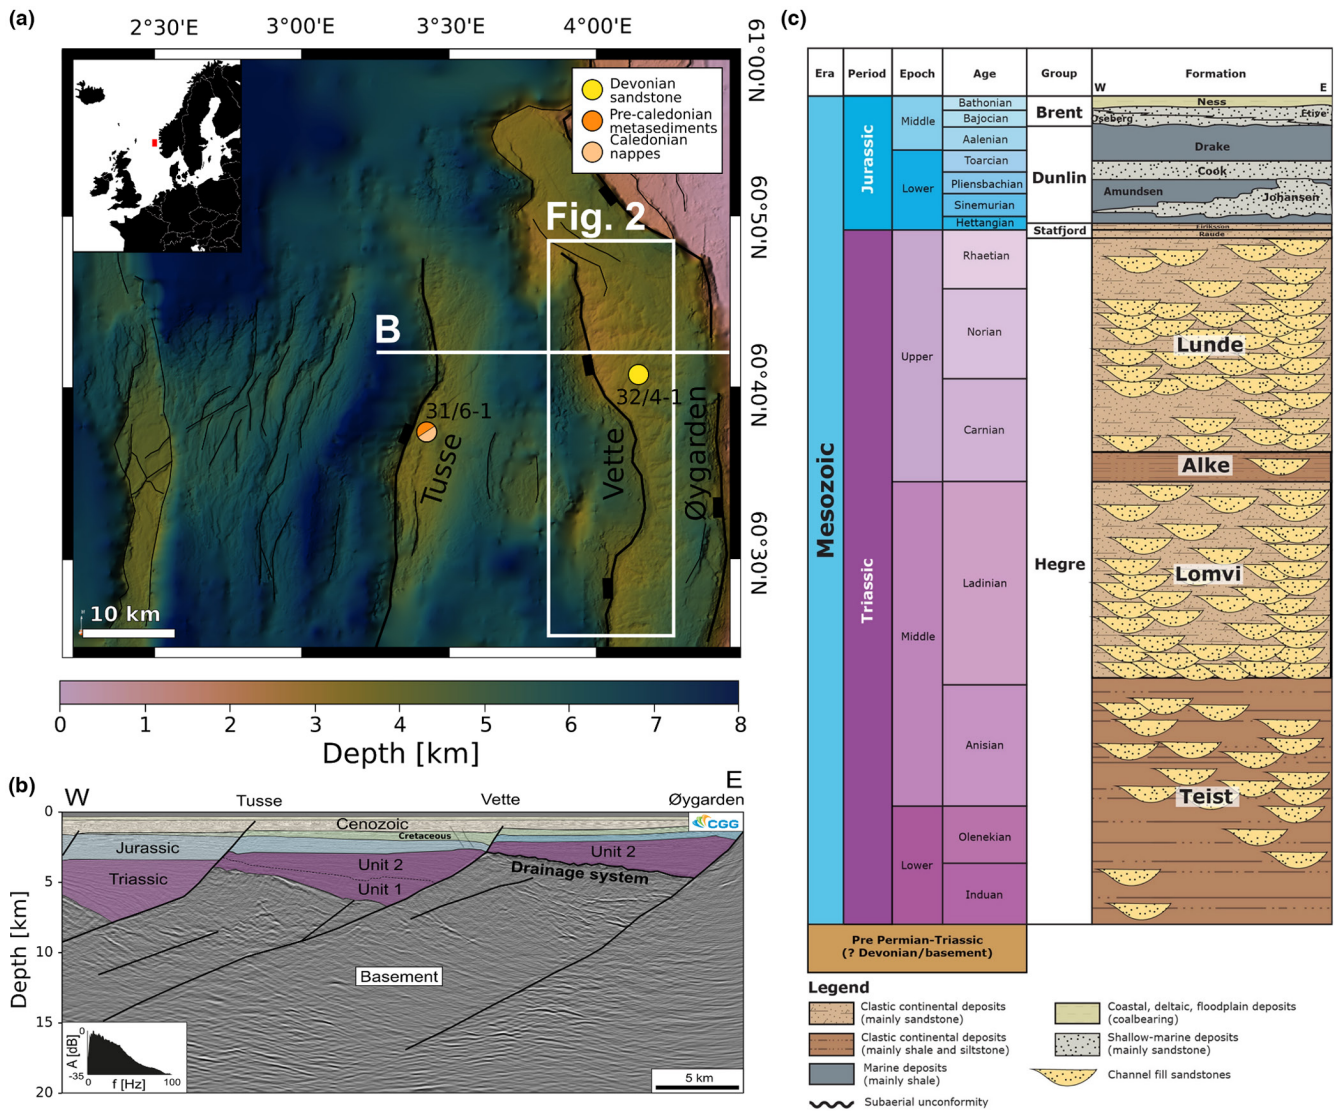 (a)
2°30'E 3°00'E 3°30'E 4°00'E
61°00'N
60°50'N
60°40'N
60°30'N
Devonian
sandstone
Pre-caledonian
metasediments
Caledonian
nappes
Fig. 2
B
31/6-1
32/4-1
Tusse
Vette
Øygarden
10 km
0 1 2 3 4 5 6 7 8
Depth [km]
(b)
W E
Tusse Vette Øygarden
CGG
Cenozoic
Cretaceous
Jurassic
Triassic
Unit 2
Unit 1
Unit 2
Drainage system
Basement
0
5
10
15
20
Depth [km]
0
-35
A [dB]
0 100
f [Hz]
5 km
(c)
Era Period Epoch Age Group Formation
W E
Mesozoic
Jurassic
Triassic
Middle
Lower
Upper
Middle
Lower
Bathonian
Bajocian
Aalenian
Toarcian
Pliensbachian
Sinemurian
Hettangian
Rhaetian
Norian
Carnian
Ladinian
Anisian
Olenekian
Induan
Brent
Dunlin
Statfjord
Hegre
Ness
Oseberg Etive
Drake
Cook
Amundsen
Johansen
Eiriksson
Raude
Lunde
Alke
Lomvi
Teist
Pre Permian-Triassic
(? Devonian/basement)
Legend
Clastic continental deposits
(mainly sandstone)
Clastic continental deposits
(mainly shale and siltstone)
Marine deposits
(mainly shale)
Subaerial unconformity
Coastal, deltaic, floodplain deposits
(coalbearing)
Shallow-marine deposits
(mainly sandstone)
Channel fill sandstones